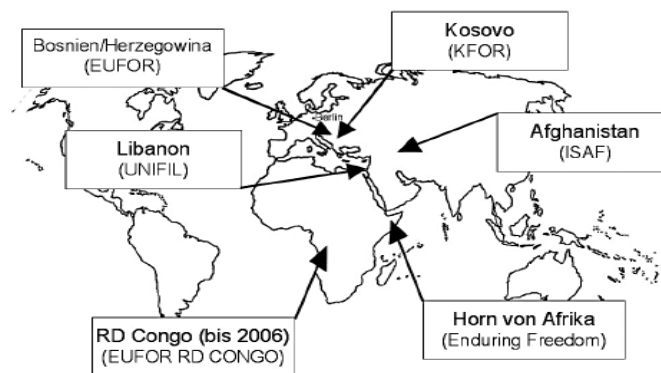 Bosnien/Herzegowina
(EUFOR)
Kosovo
(KFOR)
Berlin
Libanon
(UNIFIL)
Afghanistan
(ISAF)
RD Congo (bis 2006)
(EUFOR RD CONGO)
Horn von Afrika
(Enduring Freedom)